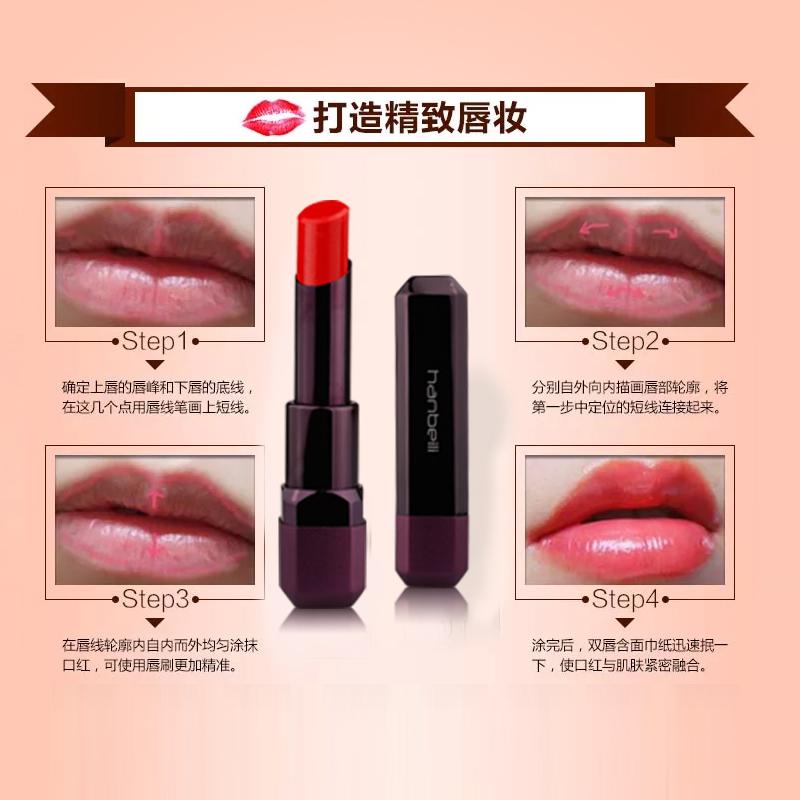 打造精致唇妆
Step1
确定上唇的唇峰和下唇的底线，
在这几个点用唇线笔画上短线。
Step2
分别自外向内描画唇部轮廓，将
第一步中定位的短线连接起来。
hanbeili
Step3
在唇线轮廓内自内而外均匀涂抹
口红，可使用唇刷更加精准。
Step4
涂完后，双唇含面巾纸迅速抿一
下，使口红与肌肤紧密融合。